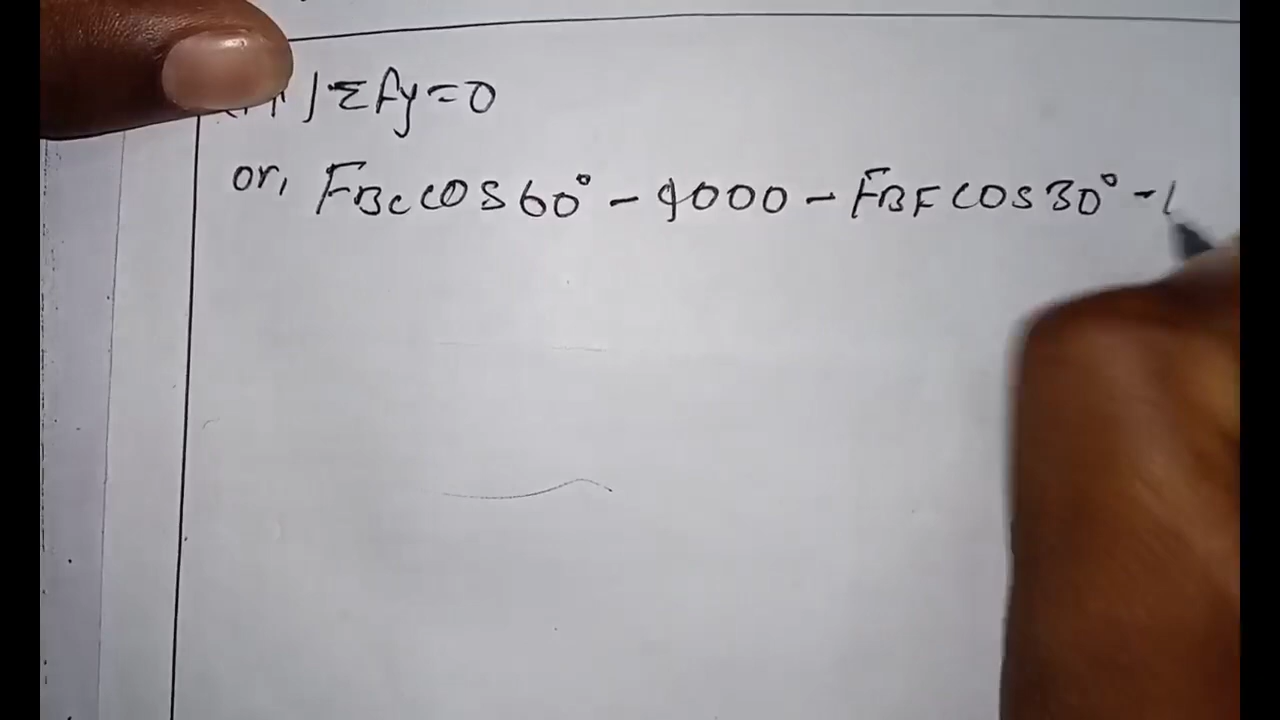 ↑) ΣFy=0
or, FBC COS 60° - 4000 - FBF COS 30° -